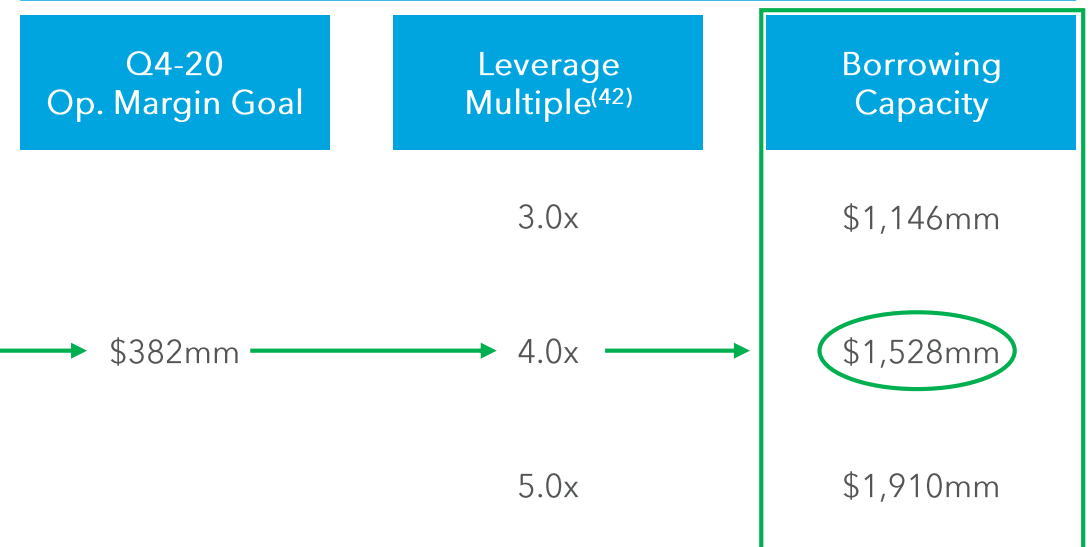 Q4-20
Op. Margin Goal
Leverage
Multiple(42)
Borrowing
Capacity
3.0x
$1,146mm
$382mm
4.0x
$1,528mm
5.0x
$1,910mm